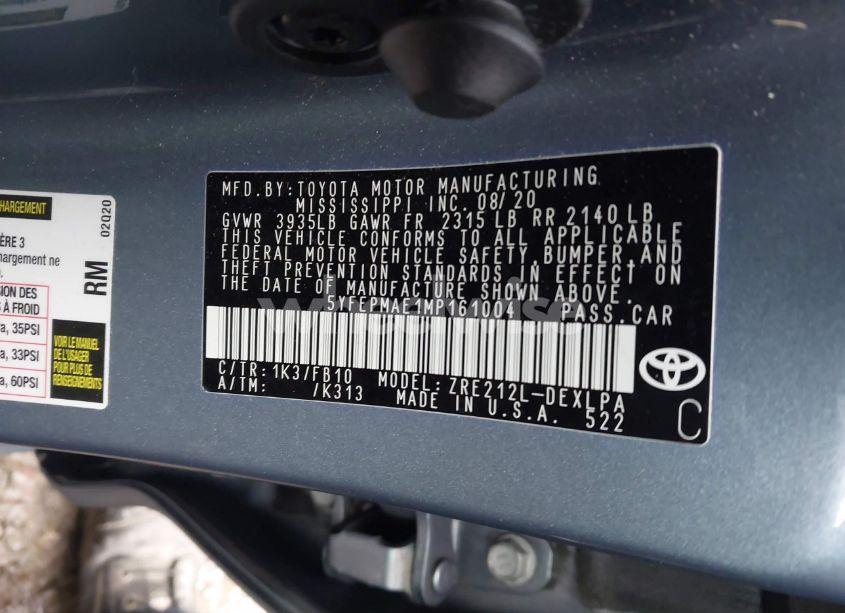 CHARGEMENT
ÈRE 3
hargement ne
SION DES
S À FROID
a, 35PSI
a, 33PSI
a, 60PSI
02Q20
RM
VOIR LE MANUEL
DE L'USAGER
POUR PLUS DE
RENSEIGNEMENTS
MFD. BY: TOYOTA MOTOR MANUFACTURING
MISSISSIPPI INC. 08/20
GVWR 3935LB GAWR FR 2315 LB RR 2140 LB
THIS VEHICLE CONFORMS TO ALL APPLICABLE
FEDERAL MOTOR VEHICLE SAFETY, BUMPER, AND
THEFT PREVENTION STANDARDS IN EFFECT ON
THE DATE OF MANUFACTURE SHOWN ABOVE.
5YFEPMAE1MP161004 PASS. CAR
C/TR: 1K3/FB10 MODEL: ZRE212L-DEXLPA
A/TM: /K313 MADE IN U.S.A. 522
C